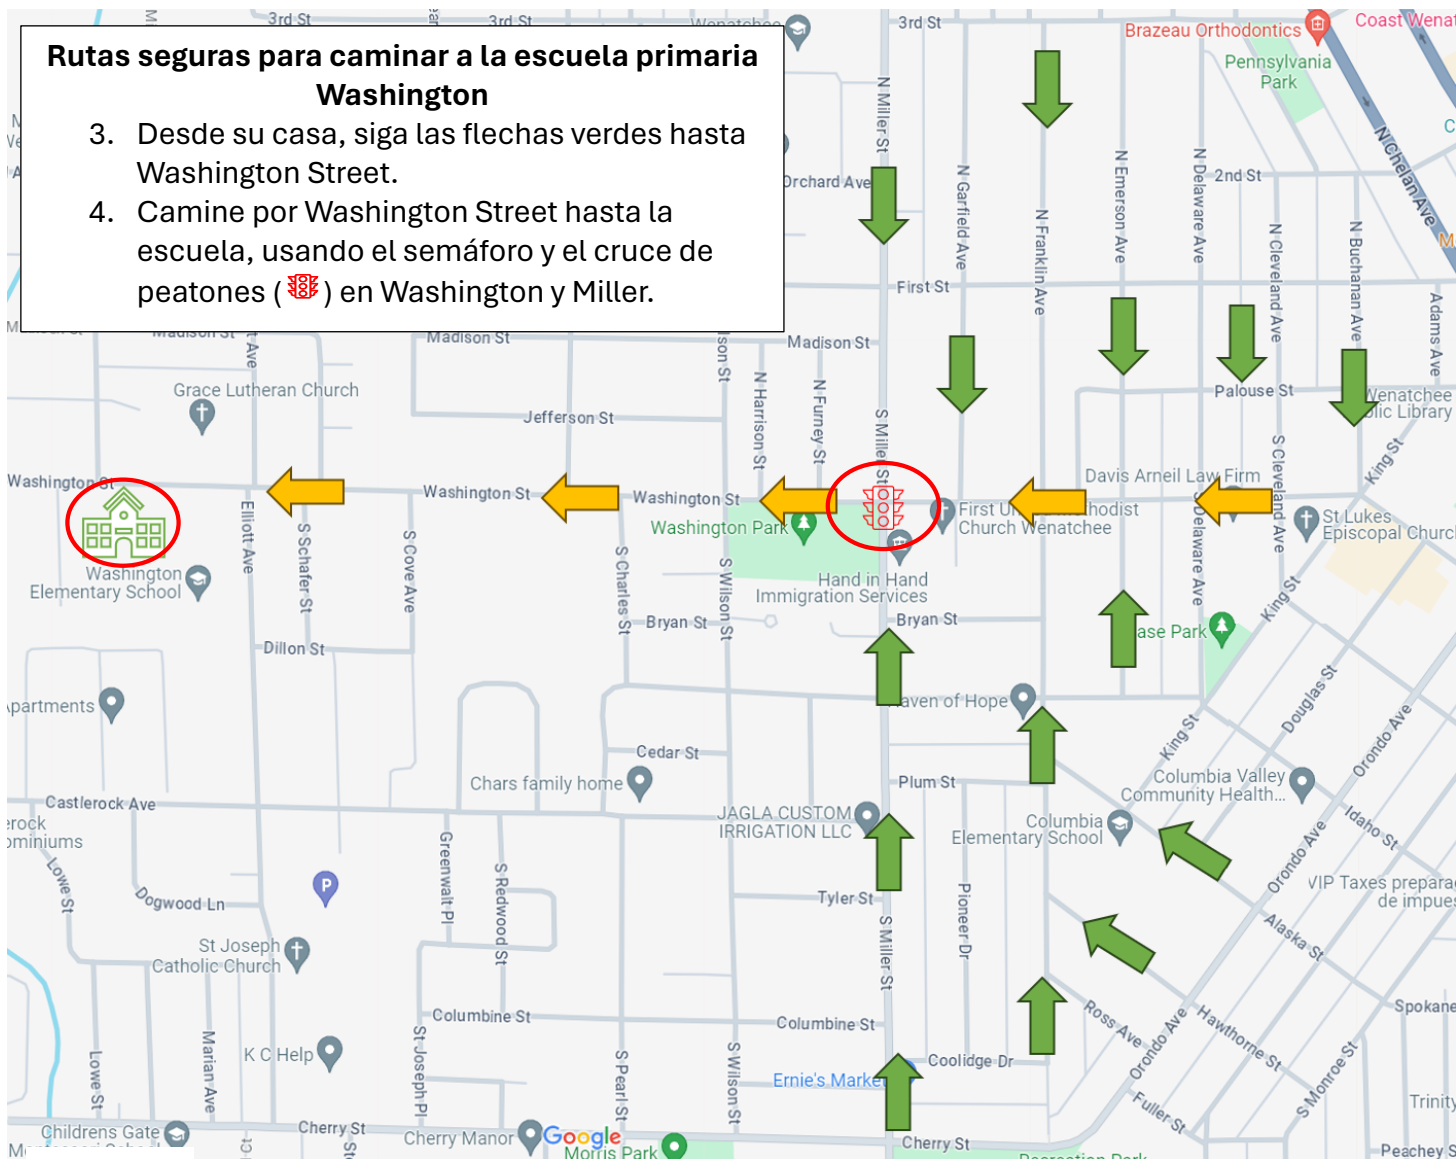 Rutas seguras para caminar a la escuela primaria
Washington
3. Desde su casa, siga las flechas verdes hasta
Washington Street.
4. Camine por Washington Street hasta la
escuela, usando el semáforo y el cruce de
peatones ( ) en Washington y Miller.
3rd St
3rd St
Wenatchee
3rd St
Brazeau Orthodontics
Coast Wenat
Pennsylvania
Park
N Miller St
N Chelan Ave
Orchard Ave
N Garfield Ave
N Franklin Ave
N Emerson Ave
N Delaware Ave
2nd St
N Cleveland Ave
N Buchanan Ave
First St
Adams Ave
Madison St
Madison St
Madison St
Grace Lutheran Church
Jefferson St
N Harrison St
N Furney St
S Miller St
Palouse St
Wenatchee
blic Library
King St
S Cleveland Ave
Davis Arneil Law Firm
Washington St
Washington St
Washington St
Washington Park
First United Methodist
Church Wenatchee
S Delaware Ave
St Lukes
Episcopal Church
Elliott Ave
S Schafer St
S Cove Ave
S Charles St
S Wilson St
Washington
Elementary School
Hand in Hand
Immigration Services
King St
Bryan St
Bryan St
ase Park
Dillon St
Apartments
Haven of Hope
King St
Douglas St
Orondo Ave
Cedar St
Chars family home
Plum St
Columbia Valley
Community Health...
Castlerock Ave
erock
ominiums
JAGLA CUSTOM
IRRIGATION LLC
Columbia
Elementary School
Idaho St
Orondo Ave
Lowe St
Dogwood Ln
P
Greenwalt Pl
S Redwood St
Tyler St
Pioneer Dr
VIP Taxes prepara
de impues
Alaska St
St Joseph
Catholic Church
S Miller St
Columbine St
Columbine St
Ross Ave
Orondo Ave
Hawthorne St
Spokane
Lowe St
Marian Ave
K C Help
St Joseph Pl
S Pearl St
S Wilson St
Ernie's Market
Coolidge Dr
S Monroe St
Fuller St
Trinity
Childrens Gate
Cherry St
Cherry Manor
Google
Morris Park
Cherry St
Recreation Park
Peachey S